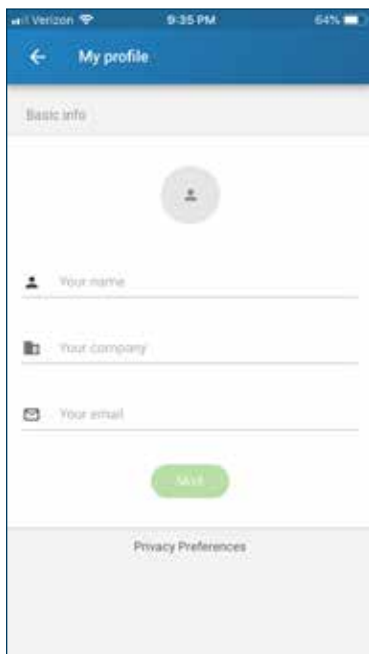 Verizon 9:35 PM 64%
My profile
Basic info
Your name
Your company
Your email
Next
Privacy Preferences